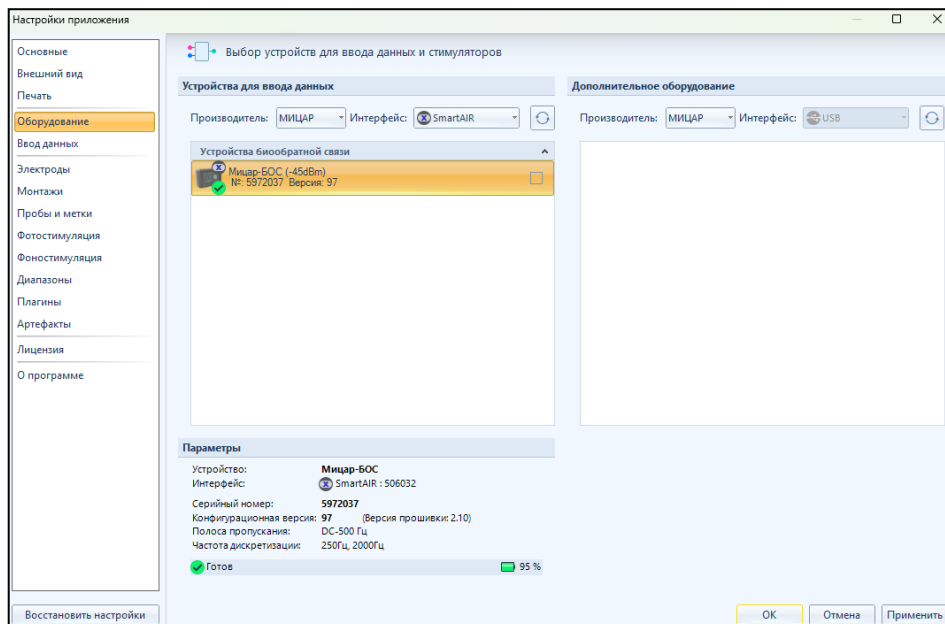 Настройки приложения
Основные
Внешний вид
Печать
Оборудование
Ввод данных
Электроды
Монтажи
Пробы и метки
Фотостимуляция
Фоностимуляция
Диапазоны
Плагины
Артефакты
Лицензия
О программе
Восстановить настройки
Выбор устройств для ввода данных и стимуляторов
Устройства для ввода данных
Производитель: МИЦАР Интерфейс: SmartAIR
Устройства биообратной связи
Мицар-БОС (-45dBm)
№: 5972037 Версия: 97
Дополнительное оборудование
Производитель: МИЦАР Интерфейс: USB
Параметры
Устройство: Мицар-БОС
Интерфейс: SmartAIR : 506032
Серийный номер: 5972037
Конфигурационная версия: 97 (Версия прошивки: 2.10)
Полоса пропускания: DC-500 Гц
Частота дискретизации: 250Гц, 2000Гц
Готов 95 %
ОК Отмена Применить